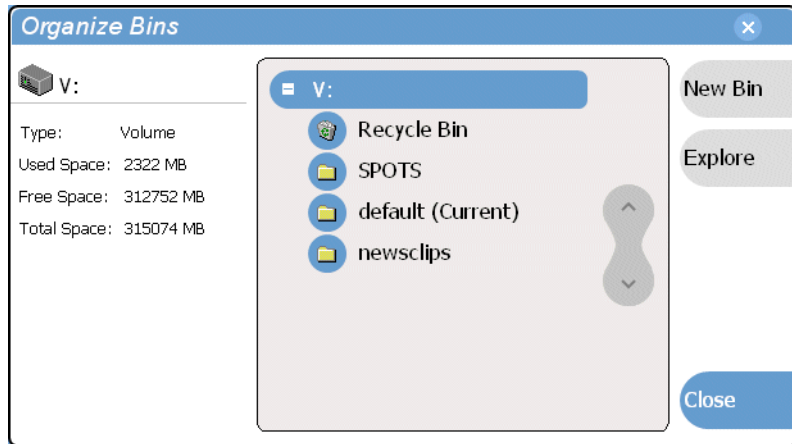 Organize Bins
V:
Type: Volume
Used Space: 2322 MB
Free Space: 312752 MB
Total Space: 315074 MB
V:
Recycle Bin
SPOTS
default (Current)
newsclips
New Bin
Explore
Close